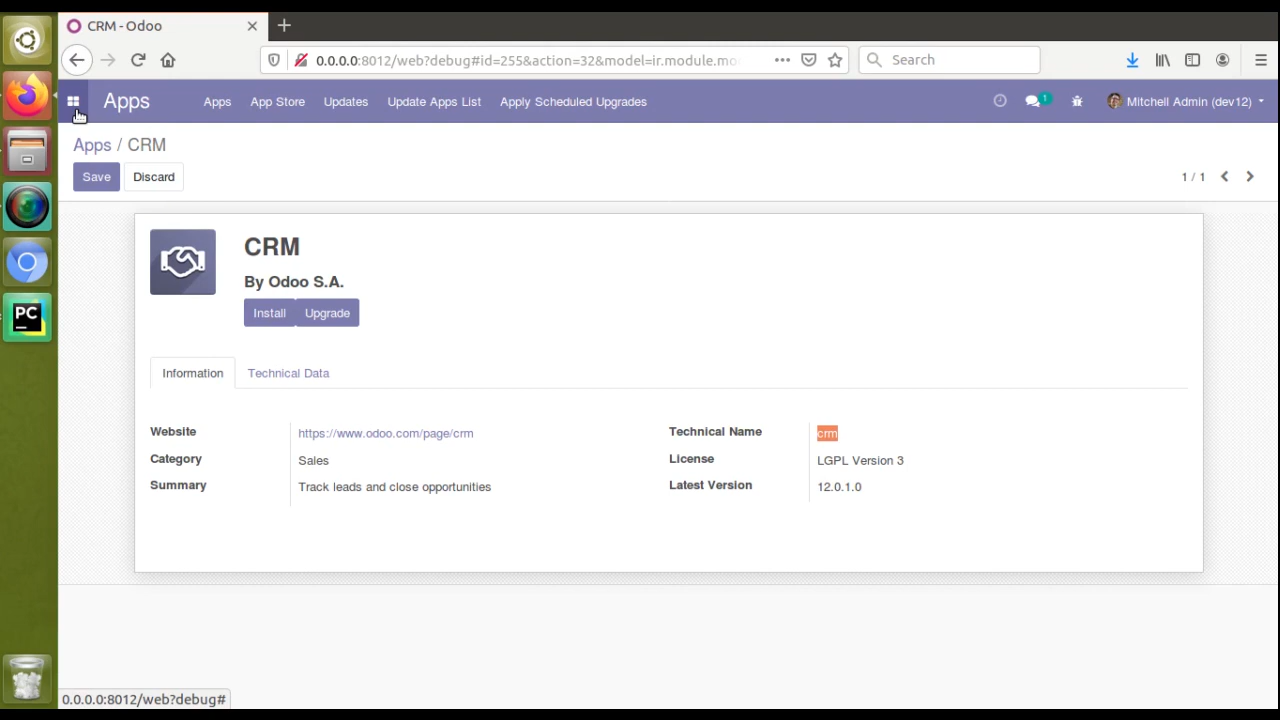 CRM - Odoo
0.0.0.0:8012/web?debug#id=255&action=32&model=ir.module.mo
Search
Apps
Apps
App Store
Updates
Update Apps List
Apply Scheduled Upgrades
1
Mitchell Admin (dev12)
Apps / CRM
Save
Discard
1 / 1
CRM
By Odoo S.A.
Install
Upgrade
Information
Technical Data
Website
https://www.odoo.com/page/crm
Technical Name
crm
Category
Sales
License
LGPL Version 3
Summary
Track leads and close opportunities
Latest Version
12.0.1.0
PC
0.0.0.0:8012/web?debug#